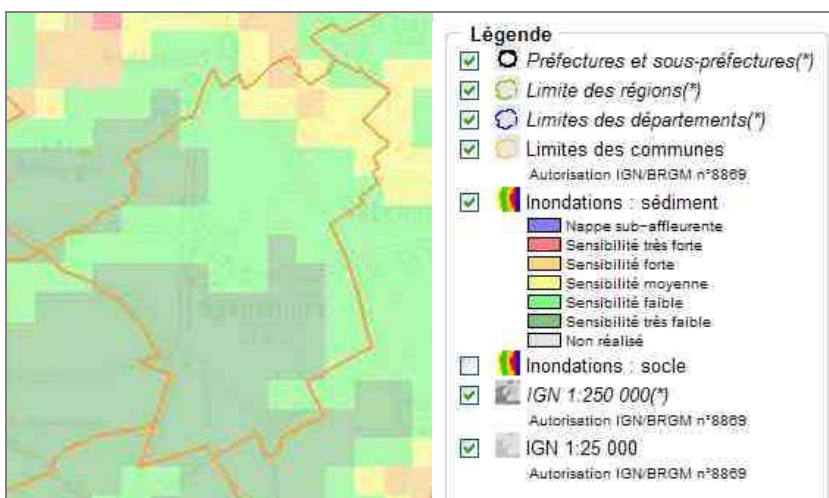 Légende
Préfectures et sous-préfectures(*)
Limite des régions(*)
Limites des départements(*)
Limites des communes
Autorisation IGN/BRGM n°8869
Inondations : sédiment
Nappe sub-affleurente
Sensibilité très forte
Sensibilité forte
Sensibilité moyenne
Sensibilité faible
Sensibilité très faible
Non réalisé
Inondations : socle
IGN 1:250 000(*)
Autorisation IGN/BRGM n°8869
IGN 1:25 000
Autorisation IGN/BRGM n°8869